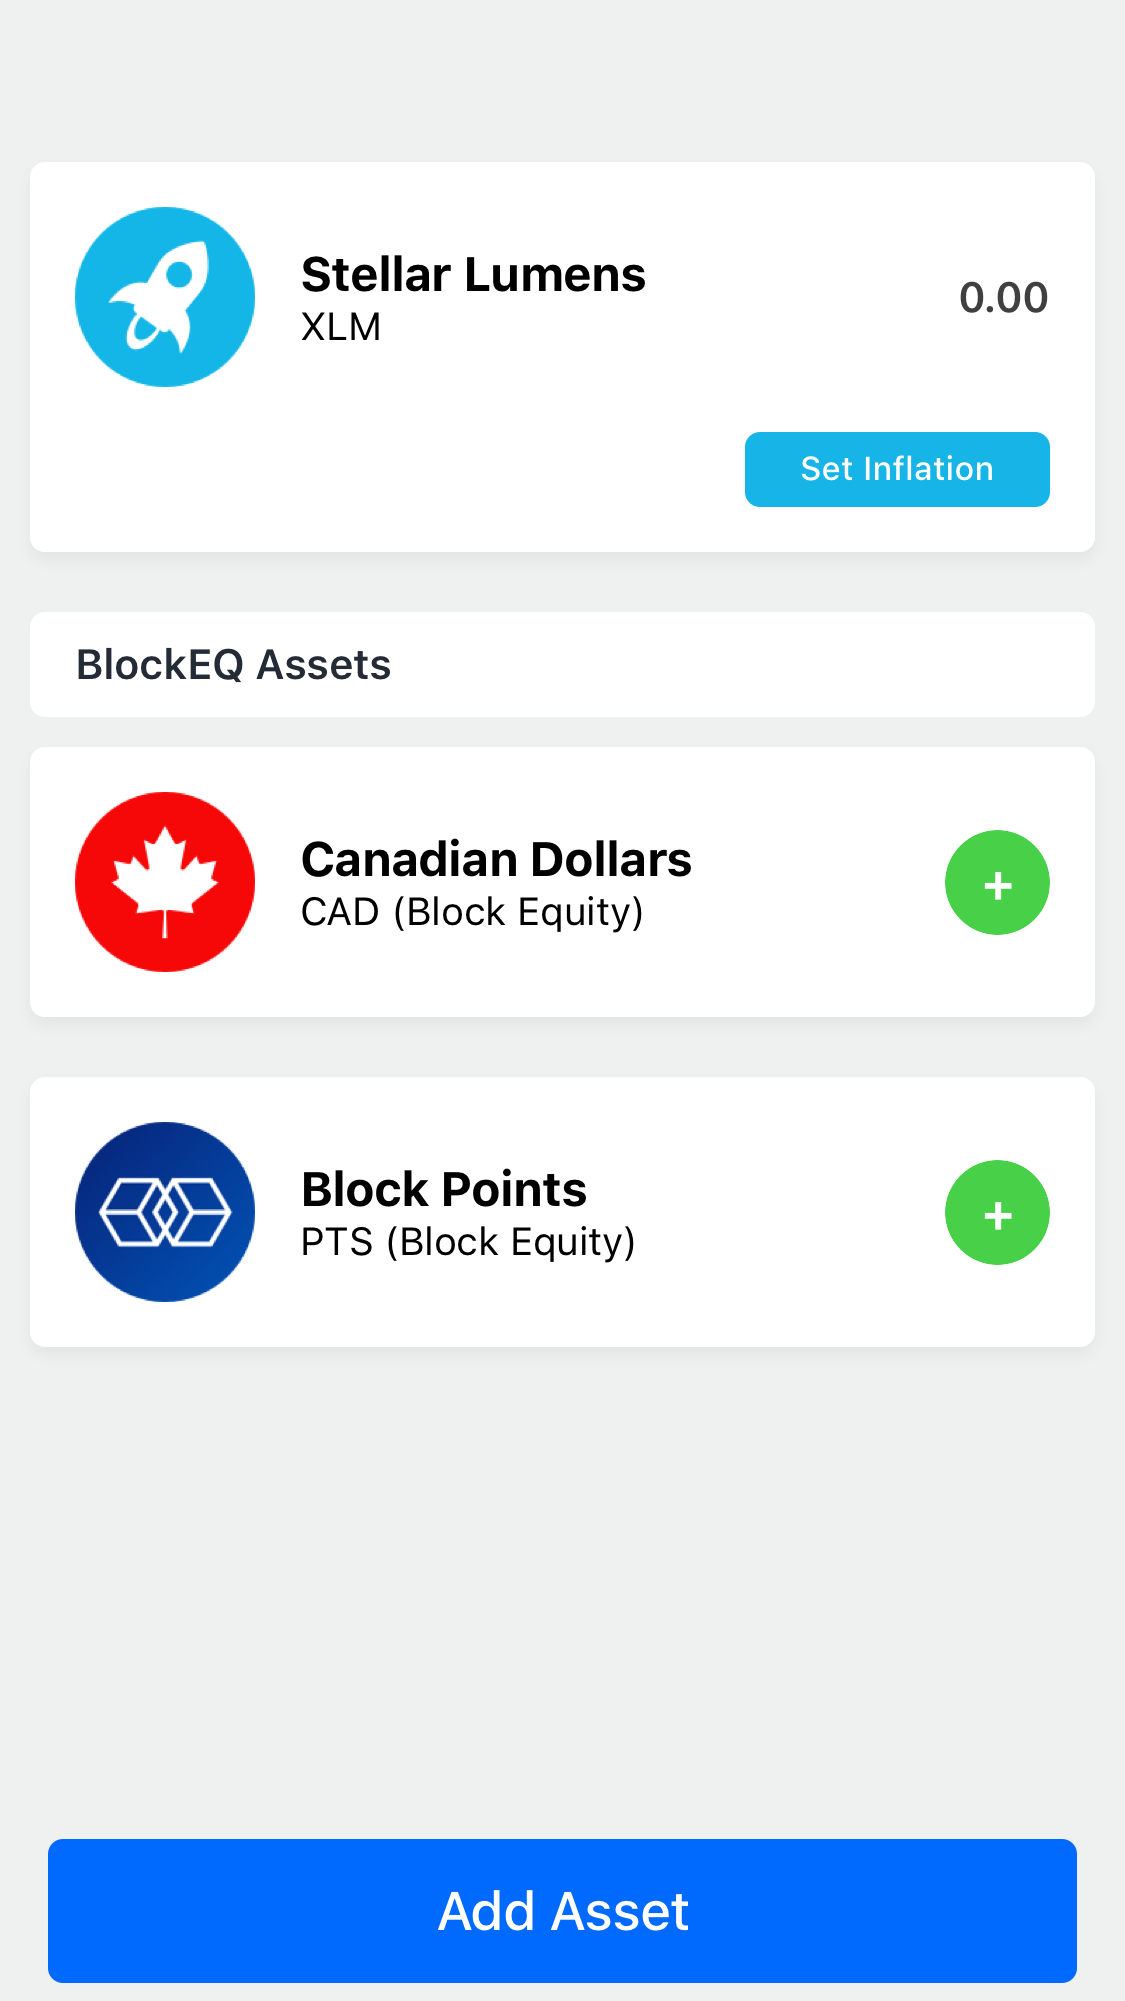 Stellar Lumens
XLM
0.00
Set Inflation
BlockEQ Assets
Canadian Dollars
CAD (Block Equity)
+
Block Points
PTS (Block Equity)
+
Add Asset